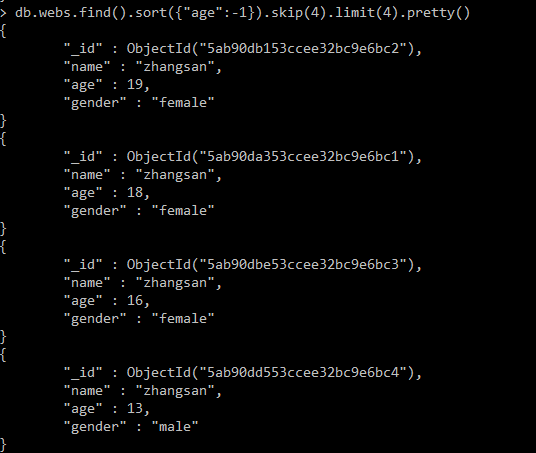 > db.webs.find().sort({"age":-1}).skip(4).limit(4).pretty()
{
"_id" : ObjectId("5ab90db153ccee32bc9e6bc2"),
"name" : "zhangsan",
"age" : 19,
"gender" : "female"
}
{
"_id" : ObjectId("5ab90da353ccee32bc9e6bc1"),
"name" : "zhangsan",
"age" : 18,
"gender" : "female"
}
{
"_id" : ObjectId("5ab90dbe53ccee32bc9e6bc3"),
"name" : "zhangsan",
"age" : 16,
"gender" : "female"
}
{
"_id" : ObjectId("5ab90dd553ccee32bc9e6bc4"),
"name" : "zhangsan",
"age" : 13,
"gender" : "male"
}